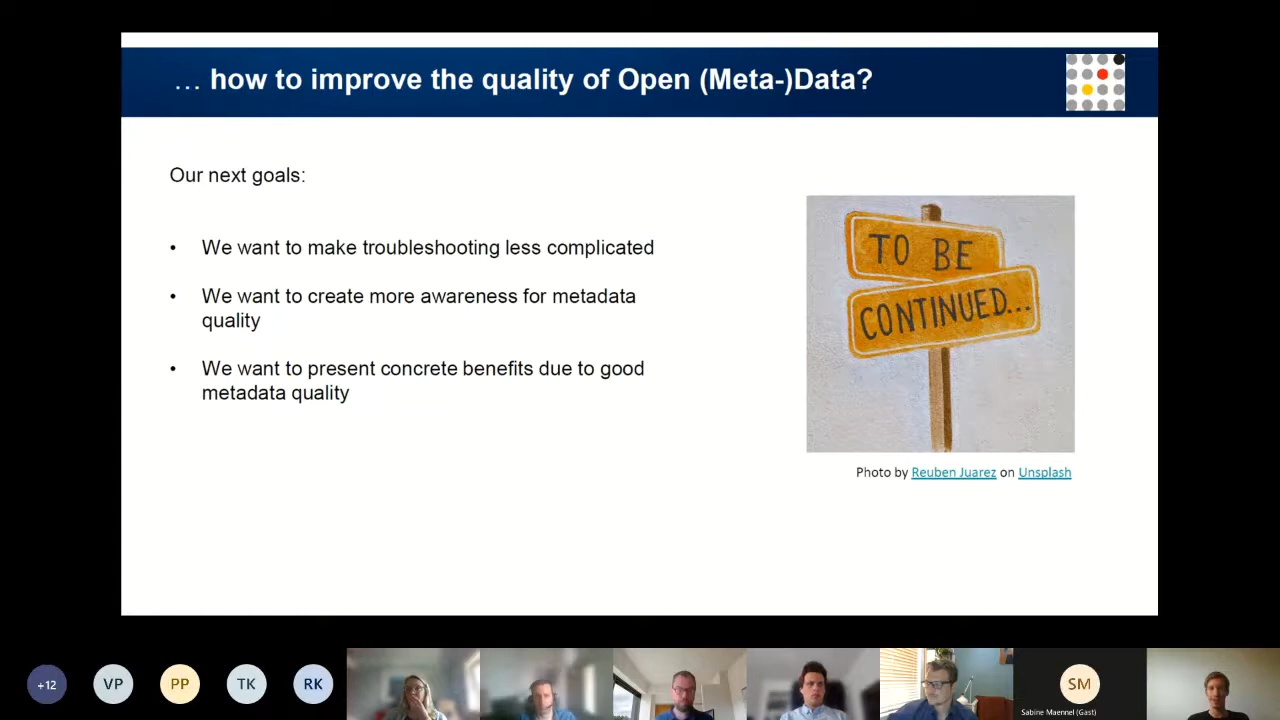 ... how to improve the quality of Open (Meta-)Data?
Our next goals:
• We want to make troubleshooting less complicated
• We want to create more awareness for metadata
quality
• We want to present concrete benefits due to good
metadata quality
TO BE
CONTINUED...
Photo by Reuben Juarez on Unsplash
+12
VP
PP
TK
RK
SM
Sabine Maennel (Gast)